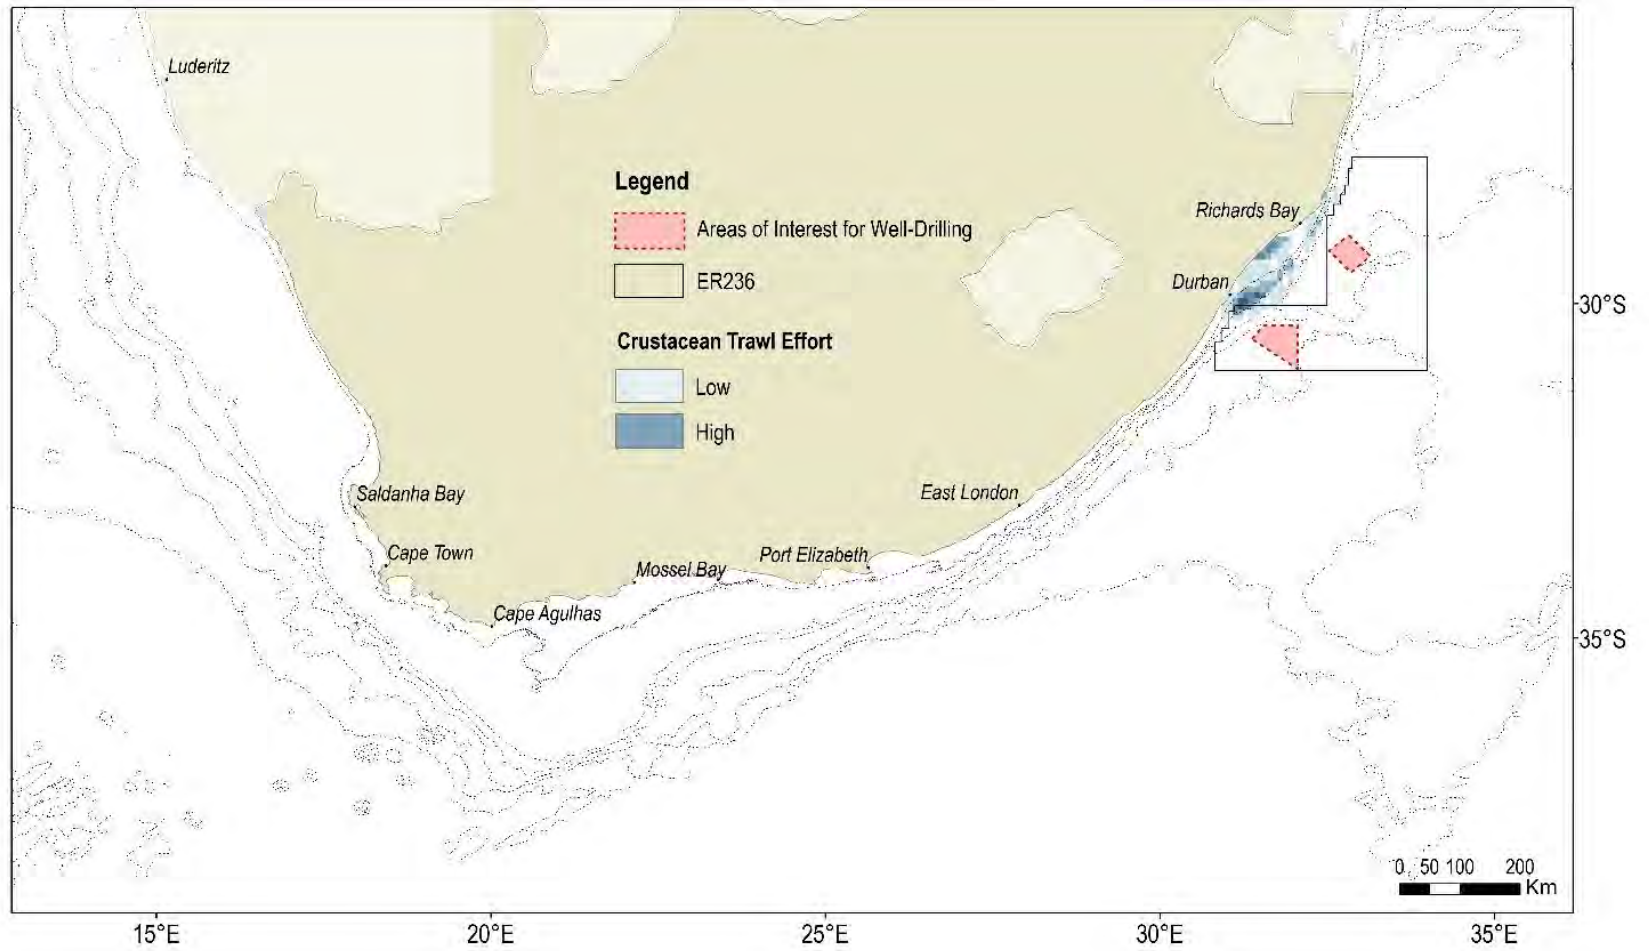 Luderitz
Legend
Areas of Interest for Well-Drilling
ER236
Crustacean Trawl Effort
Low
High
Richards Bay
Durban
30°S
Saldanha Bay
East London
Cape Town
Port Elizabeth
Mossel Bay
Cape Agulhas
35°S
0 50 100 200
Km
15°E 20°E 25°E 30°E 35°E